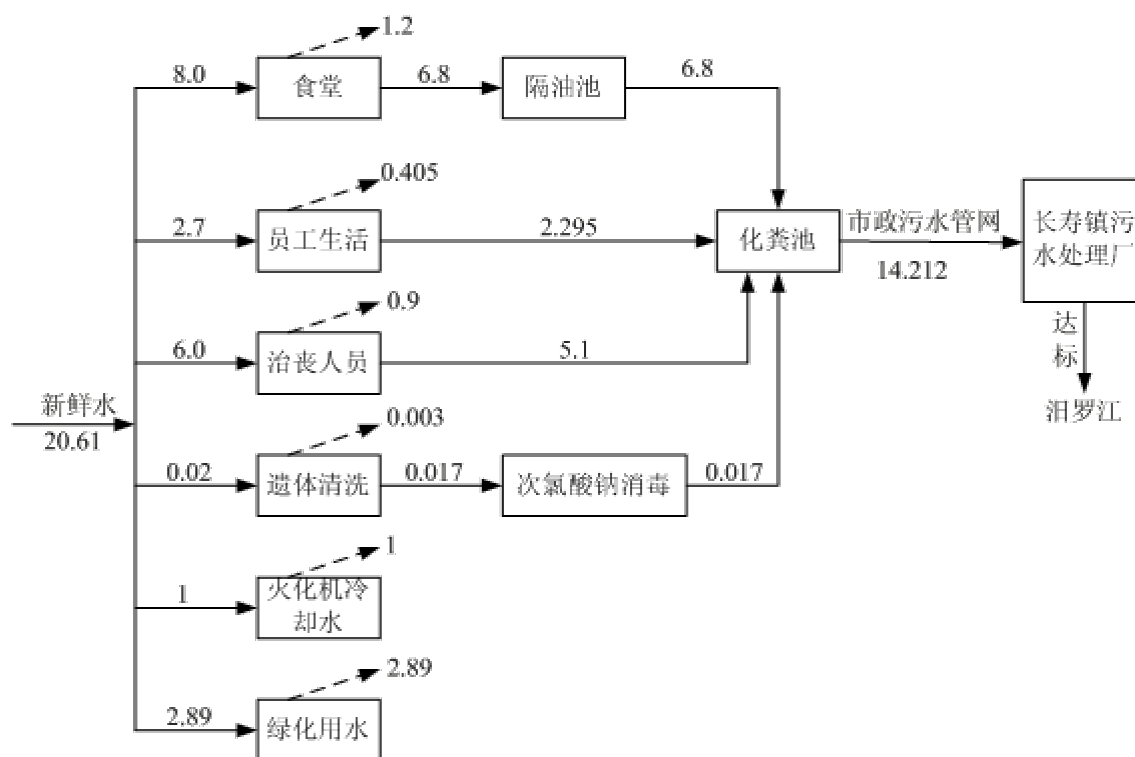 1.2
8.0
食堂
6.8
隔油池
6.8
0.405
2.7
员工生活
2.295
化粪池
市政污水管网
14.212
长寿镇污
水处理厂
0.9
6.0
治丧人员
5.1
达
标
汨罗江
新鲜水
20.61
0.003
0.02
遗体清洗
0.017
次氯酸钠消毒
0.017
1
1
火化机冷
却水
2.89
2.89
绿化用水